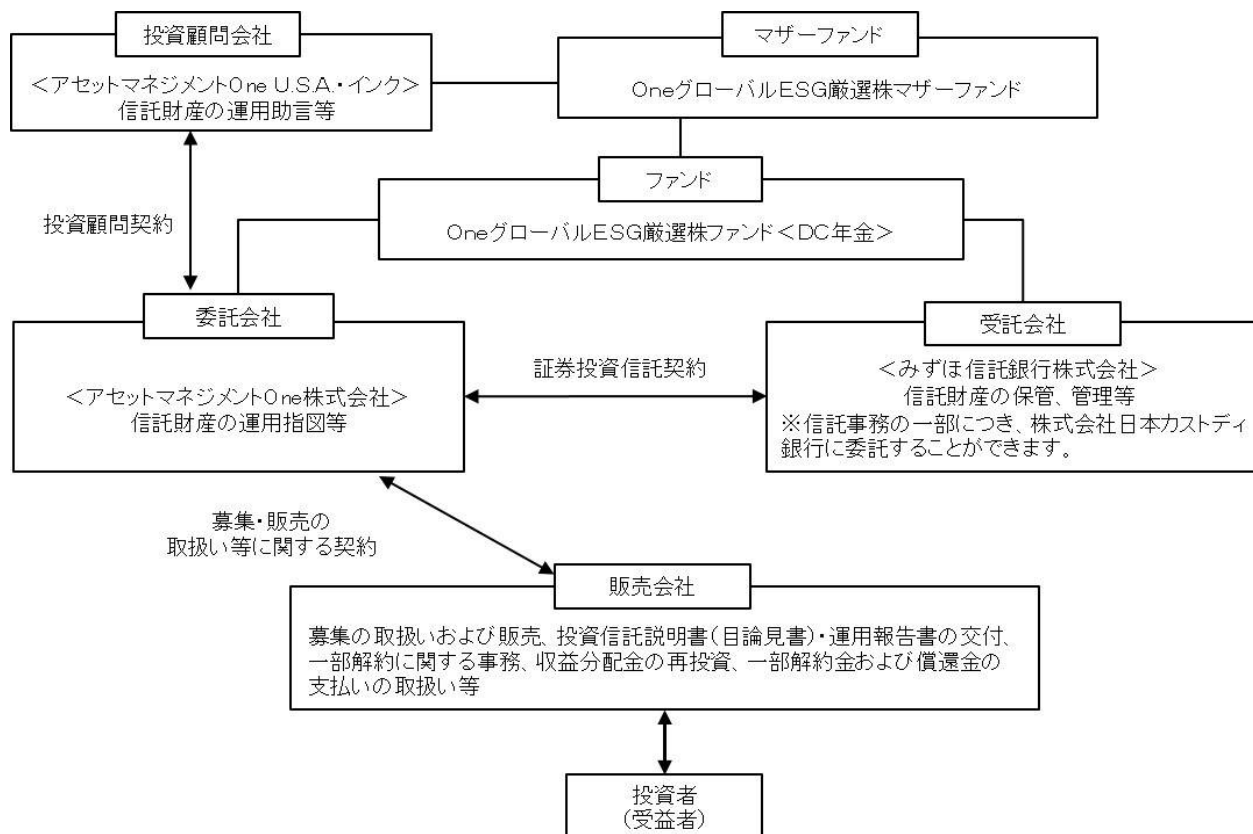 投資顧問会社
<アセットマネジメントOne U.S.A.・インク>
信託財産の運用助言等
マザーファンド
OneグローバルESG厳選株マザーファンド
ファンド
OneグローバルESG厳選株ファンド<DC年金>
投資顧問契約
委託会社
<アセットマネジメントOne株式会社>
信託財産の運用指図等
証券投資信託契約
受託会社
<みずほ信託銀行株式会社>
信託財産の保管、管理等
※信託事務の一部につき、株式会社日本カストディ
銀行に委託することができます。
募集・販売の
取扱い等に関する契約
販売会社
募集の取扱いおよび販売、投資信託説明書(目論見書)・運用報告書の交付、
一部解約に関する事務、収益分配金の再投資、一部解約金および償還金の
支払いの取扱い等
投資者
(受益者)